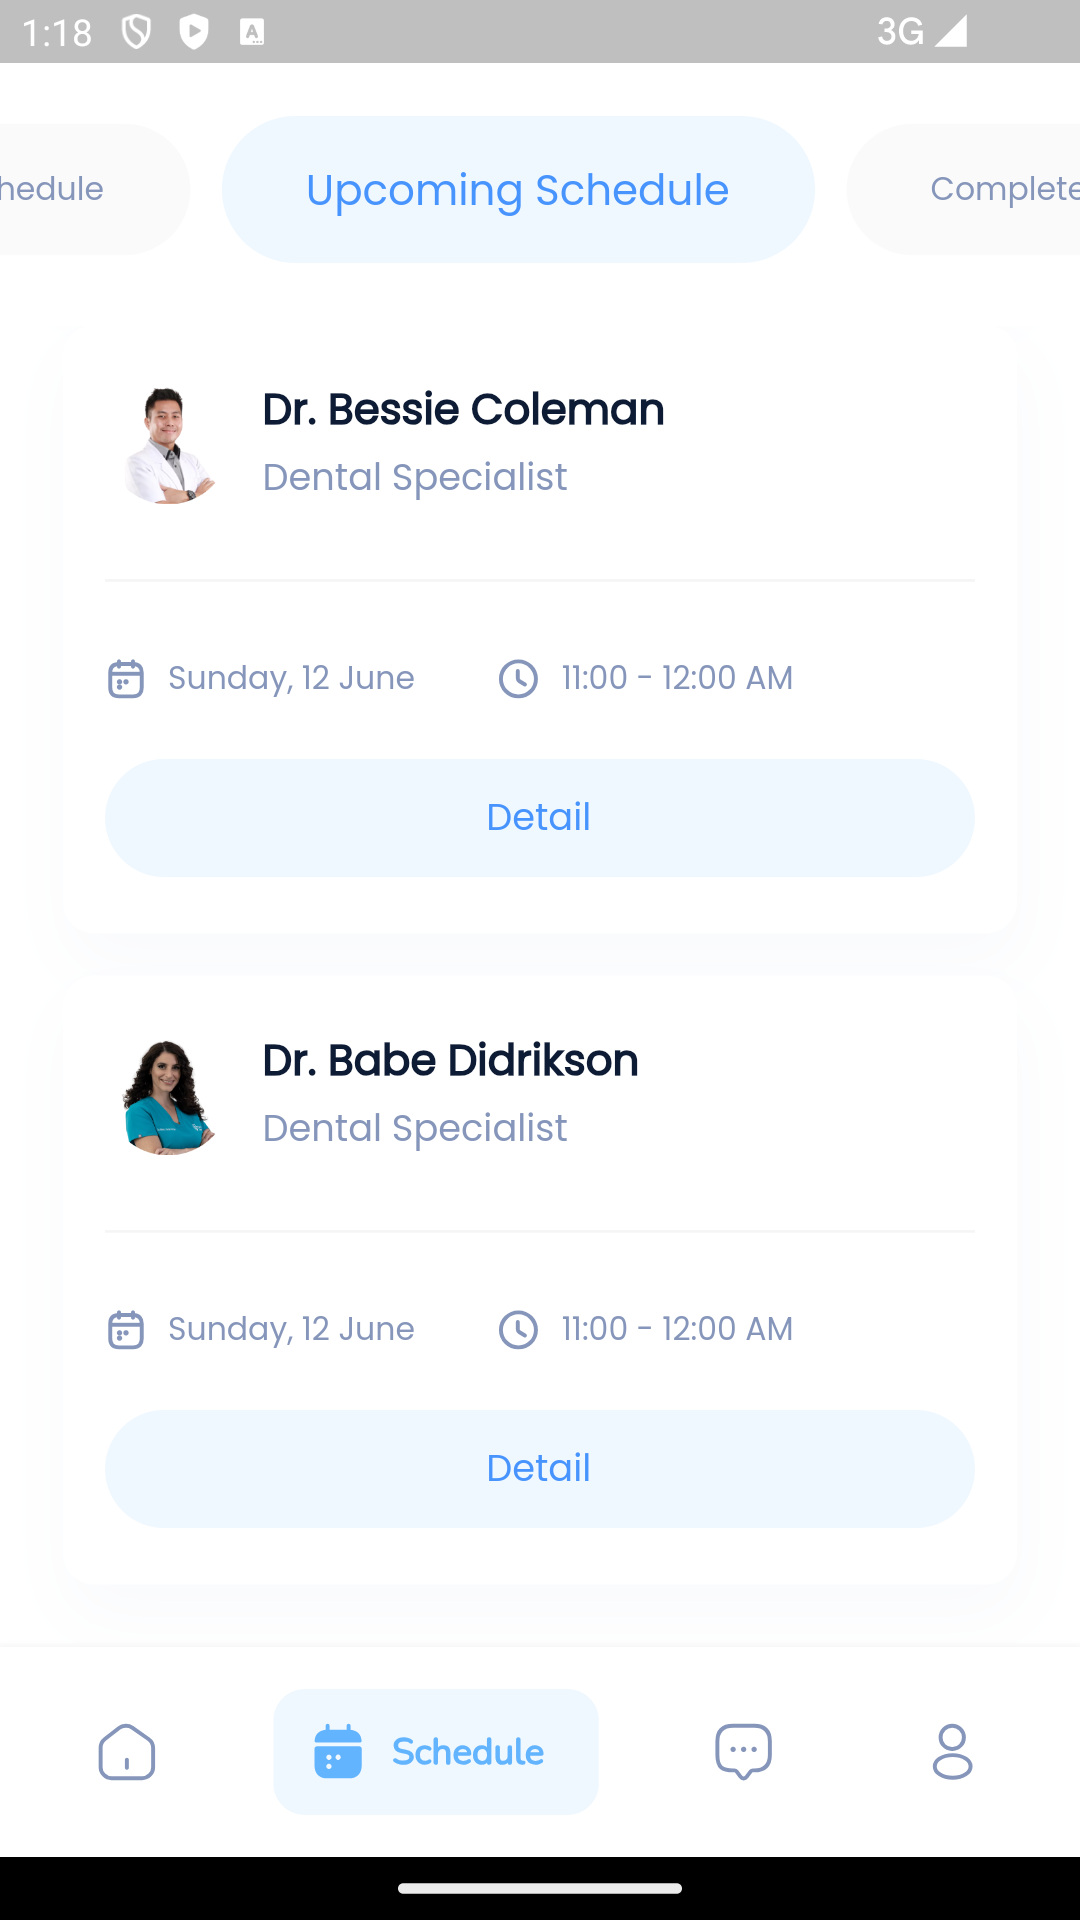 1:18
3G
hedule
Upcoming Schedule
Complete
Dr. Bessie Coleman
Dental Specialist
Sunday, 12 June
11:00 - 12:00 AM
Detail
Dr. Babe Didrikson
Dental Specialist
Sunday, 12 June
11:00 - 12:00 AM
Detail
Schedule